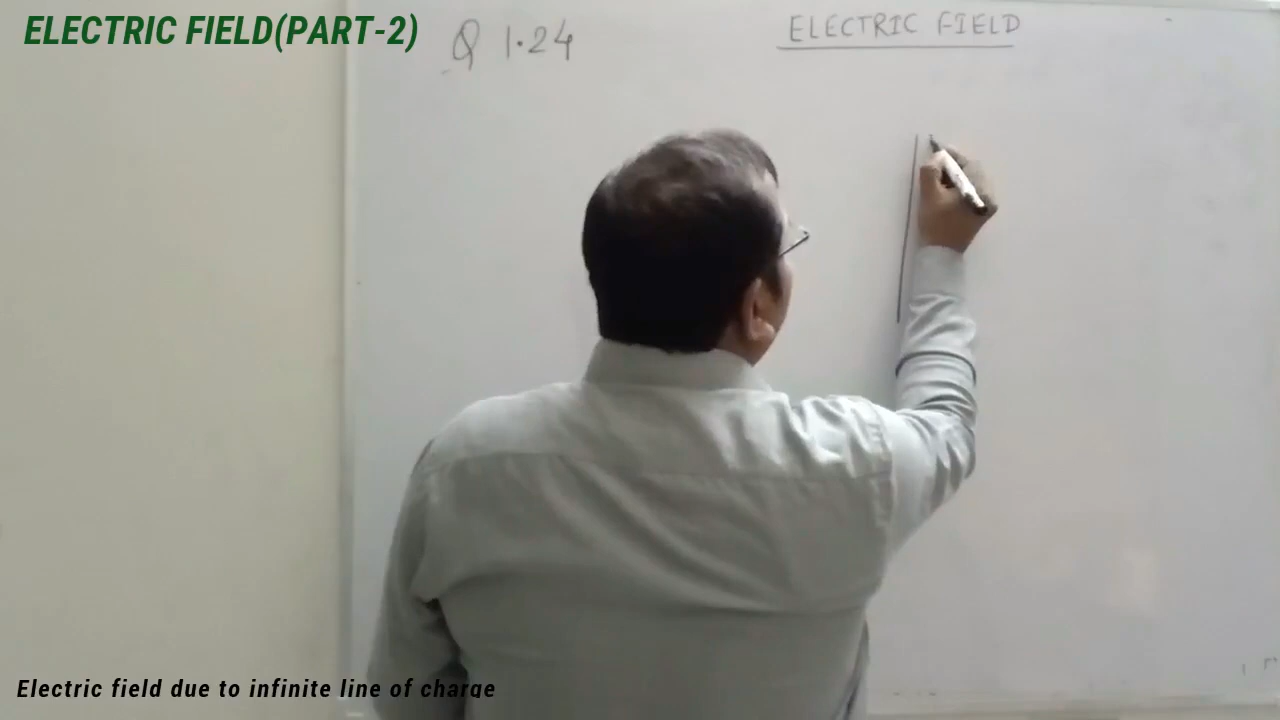 ELECTRIC FIELD(PART-2)
Q 1.24
ELECTRIC FIELD
Electric field due to infinite line of charge